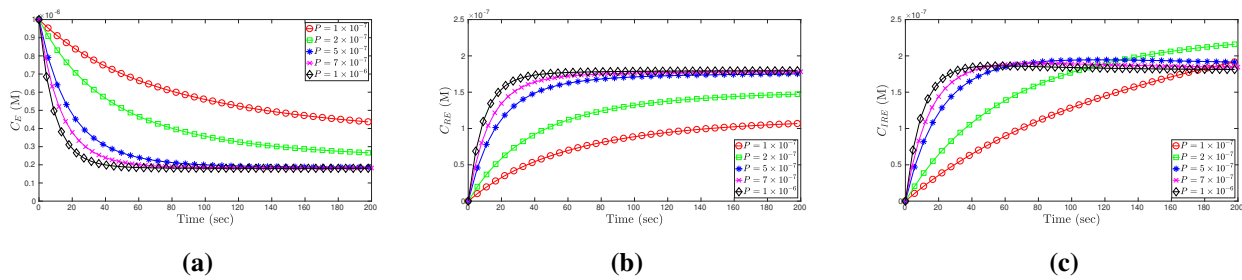 ×10⁻⁶
1
0.9
0.8
0.7
0.6
0.5
0.4
0.3
0.2
0.1
0
C_E (M)
0 20 40 60 80 100 120 140 160 180 200
Time (sec)
P = 1 × 10⁻⁷
P = 2 × 10⁻⁷
P = 5 × 10⁻⁷
P = 7 × 10⁻⁷
P = 1 × 10⁻⁶
(a)
×10⁻⁷
2.5
2
1.5
1
0.5
0
C_RE (M)
0 20 40 60 80 100 120 140 160 180 200
Time (sec)
P = 1 × 10⁻⁷
P = 2 × 10⁻⁷
P = 5 × 10⁻⁷
P = 7 × 10⁻⁷
P = 1 × 10⁻⁶
(b)
×10⁻⁷
2.5
2
1.5
1
0.5
0
C_IRE (M)
0 20 40 60 80 100 120 140 160 180 200
Time (sec)
P = 1 × 10⁻⁷
P = 2 × 10⁻⁷
P = 5 × 10⁻⁷
P = 7 × 10⁻⁷
P = 1 × 10⁻⁶
(c)